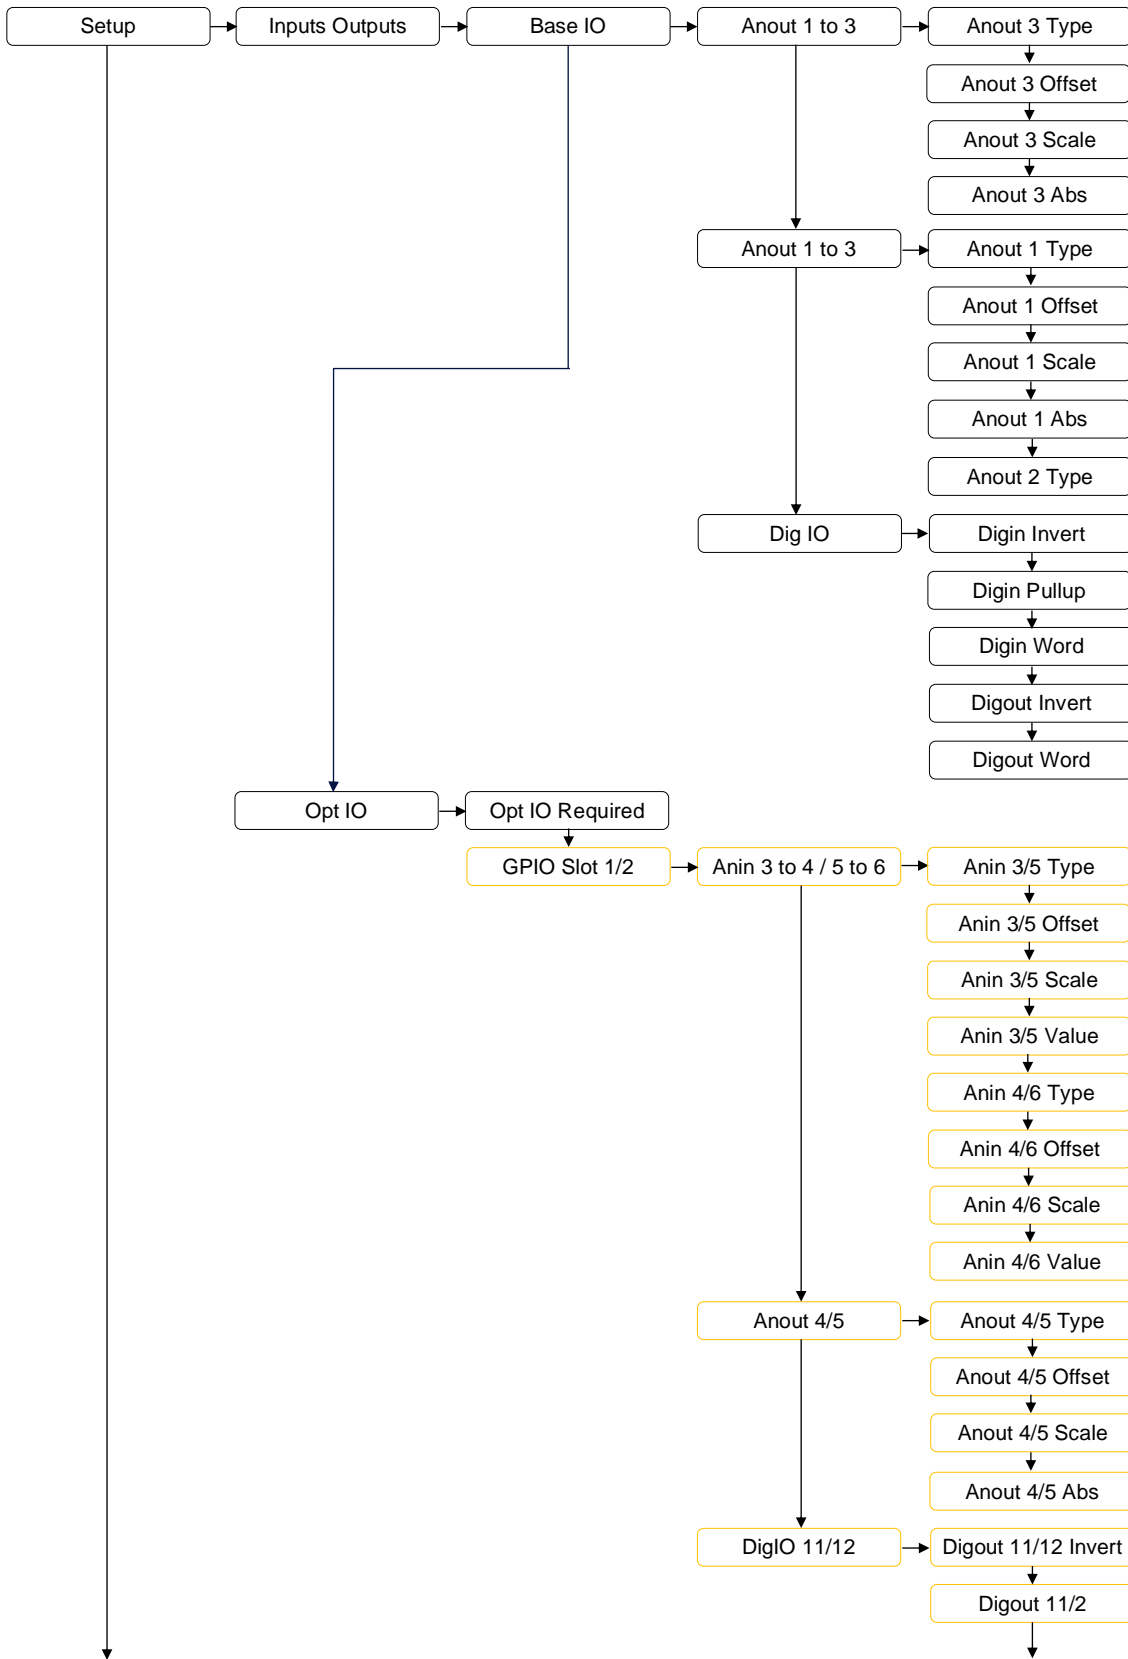 Setup
Inputs Outputs
Base IO
Anout 1 to 3
Anout 3 Type
Anout 3 Offset
Anout 3 Scale
Anout 3 Abs
Anout 1 to 3
Anout 1 Type
Anout 1 Offset
Anout 1 Scale
Anout 1 Abs
Anout 2 Type
Dig IO
Digin Invert
Digin Pullup
Digin Word
Digout Invert
Digout Word
Opt IO
Opt IO Required
GPIO Slot 1/2
Anin 3 to 4 / 5 to 6
Anin 3/5 Type
Anin 3/5 Offset
Anin 3/5 Scale
Anin 3/5 Value
Anin 4/6 Type
Anin 4/6 Offset
Anin 4/6 Scale
Anin 4/6 Value
Anout 4/5
Anout 4/5 Type
Anout 4/5 Offset
Anout 4/5 Scale
Anout 4/5 Abs
DigIO 11/12
Digout 11/12 Invert
Digout 11/2